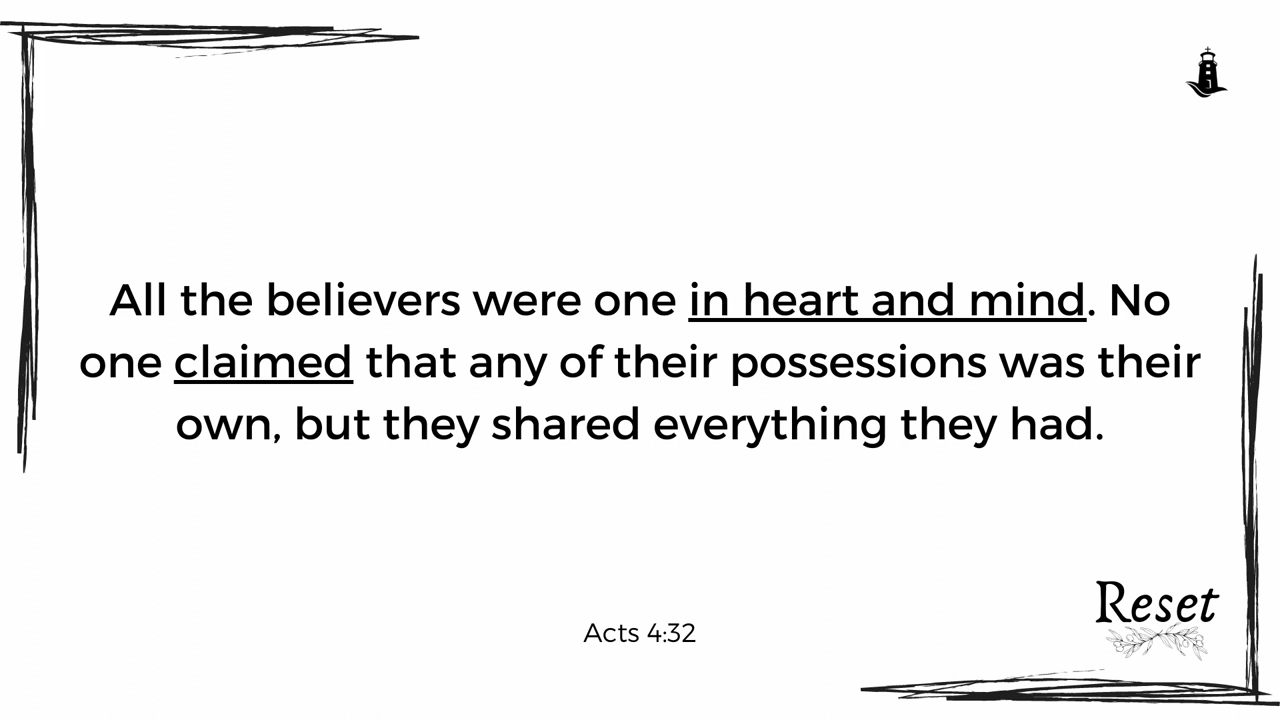 All the believers were one in heart and mind. No
one claimed that any of their possessions was their
own, but they shared everything they had.
Acts 4:32
Reset